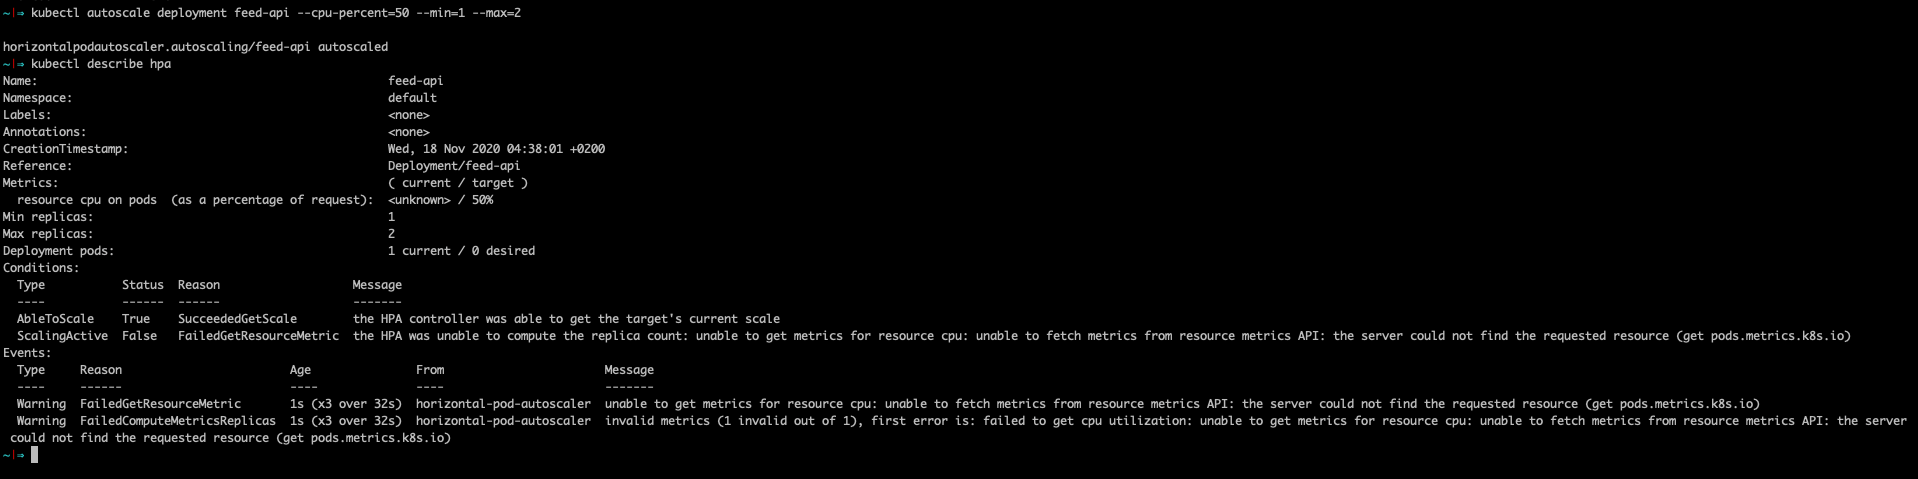 ~|⇒ kubectl autoscale deployment feed-api --cpu-percent=50 --min=1 --max=2
horizontalpodautoscaler.autoscaling/feed-api autoscaled
~|⇒ kubectl describe hpa
Name: feed-api
Namespace: default
Labels: <none>
Annotations: <none>
CreationTimestamp: Wed, 18 Nov 2020 04:38:01 +0200
Reference: Deployment/feed-api
Metrics: ( current / target )
resource cpu on pods (as a percentage of request): <unknown> / 50%
Min replicas: 1
Max replicas: 2
Deployment pods: 1 current / 0 desired
Conditions:
Type Status Reason Message
---- ------ ------ -------
AbleToScale True SucceededGetScale the HPA controller was able to get the target's current scale
ScalingActive False FailedGetResourceMetric the HPA was unable to compute the replica count: unable to get metrics for resource cpu: unable to fetch metrics from resource metrics API: the server could not find the requested resource (get pods.metrics.k8s.io)
Events:
Type Reason Age From Message
---- ------ ---- ---- -------
Warning FailedGetResourceMetric 1s (x3 over 32s) horizontal-pod-autoscaler unable to get metrics for resource cpu: unable to fetch metrics from resource metrics API: the server could not find the requested resource (get pods.metrics.k8s.io)
Warning FailedComputeMetricsReplicas 1s (x3 over 32s) horizontal-pod-autoscaler invalid metrics (1 invalid out of 1), first error is: failed to get cpu utilization: unable to get metrics for resource cpu: unable to fetch metrics from resource metrics API: the server
could not find the requested resource (get pods.metrics.k8s.io)
~|⇒